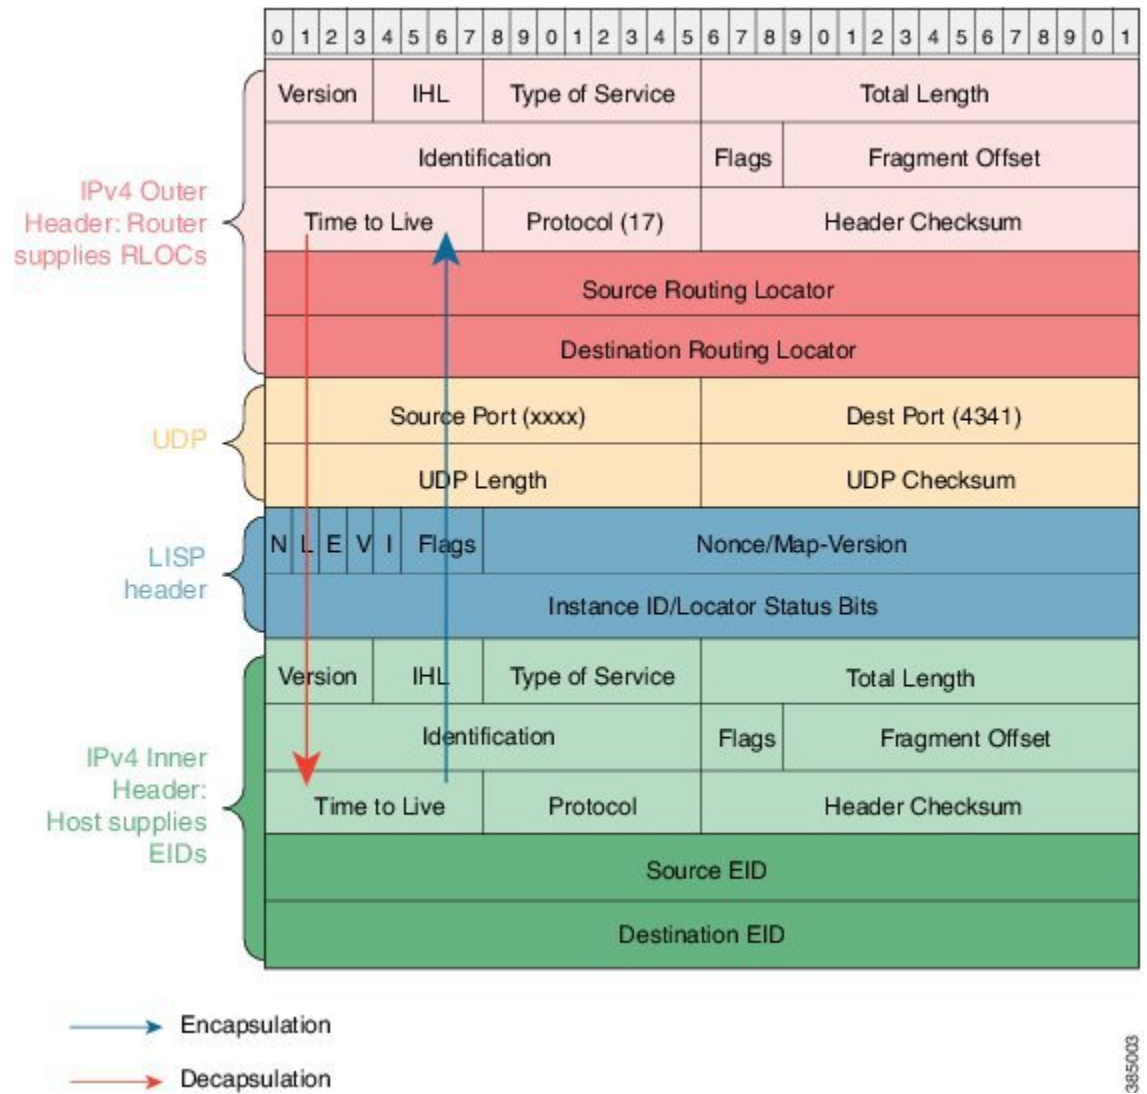 0 1 2 3 4 5 6 7 8 9 0 1 2 3 4 5 6 7 8 9 0 1 2 3 4 5 6 7 8 9 0 1
IPv4 Outer
Header: Router
supplies RLOCs
Version IHL Type of Service Total Length
Identification Flags Fragment Offset
Time to Live Protocol (17) Header Checksum
Source Routing Locator
Destination Routing Locator
UDP
Source Port (xxxx) Dest Port (4341)
UDP Length UDP Checksum
LISP
header
N L E V I Flags Nonce/Map-Version
Instance ID/Locator Status Bits
IPv4 Inner
Header:
Host supplies
EIDs
Version IHL Type of Service Total Length
Identification Flags Fragment Offset
Time to Live Protocol Header Checksum
Source EID
Destination EID
Encapsulation
Decapsulation
385003